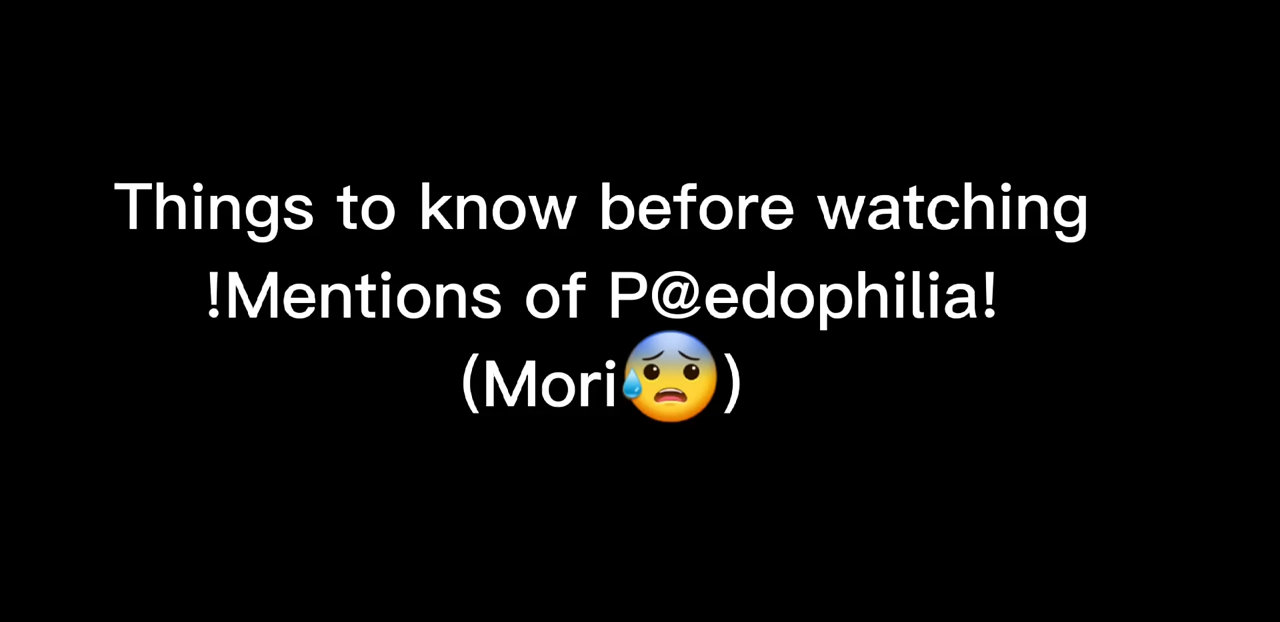 Things to know before watching
!Mentions of P@edophilia!
(Mori😰)